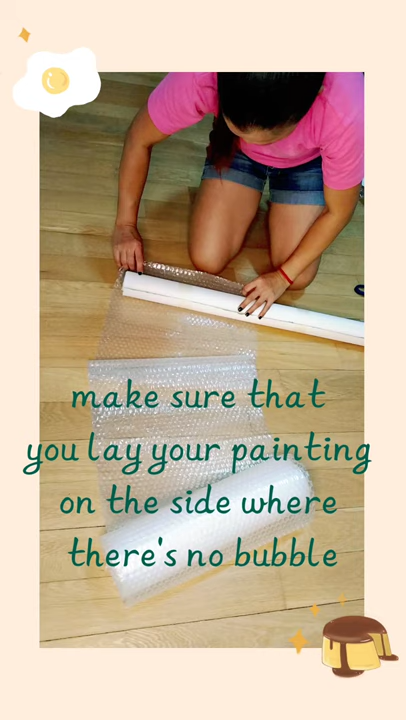 make sure that
you lay your painting
on the side where
there's no bubble